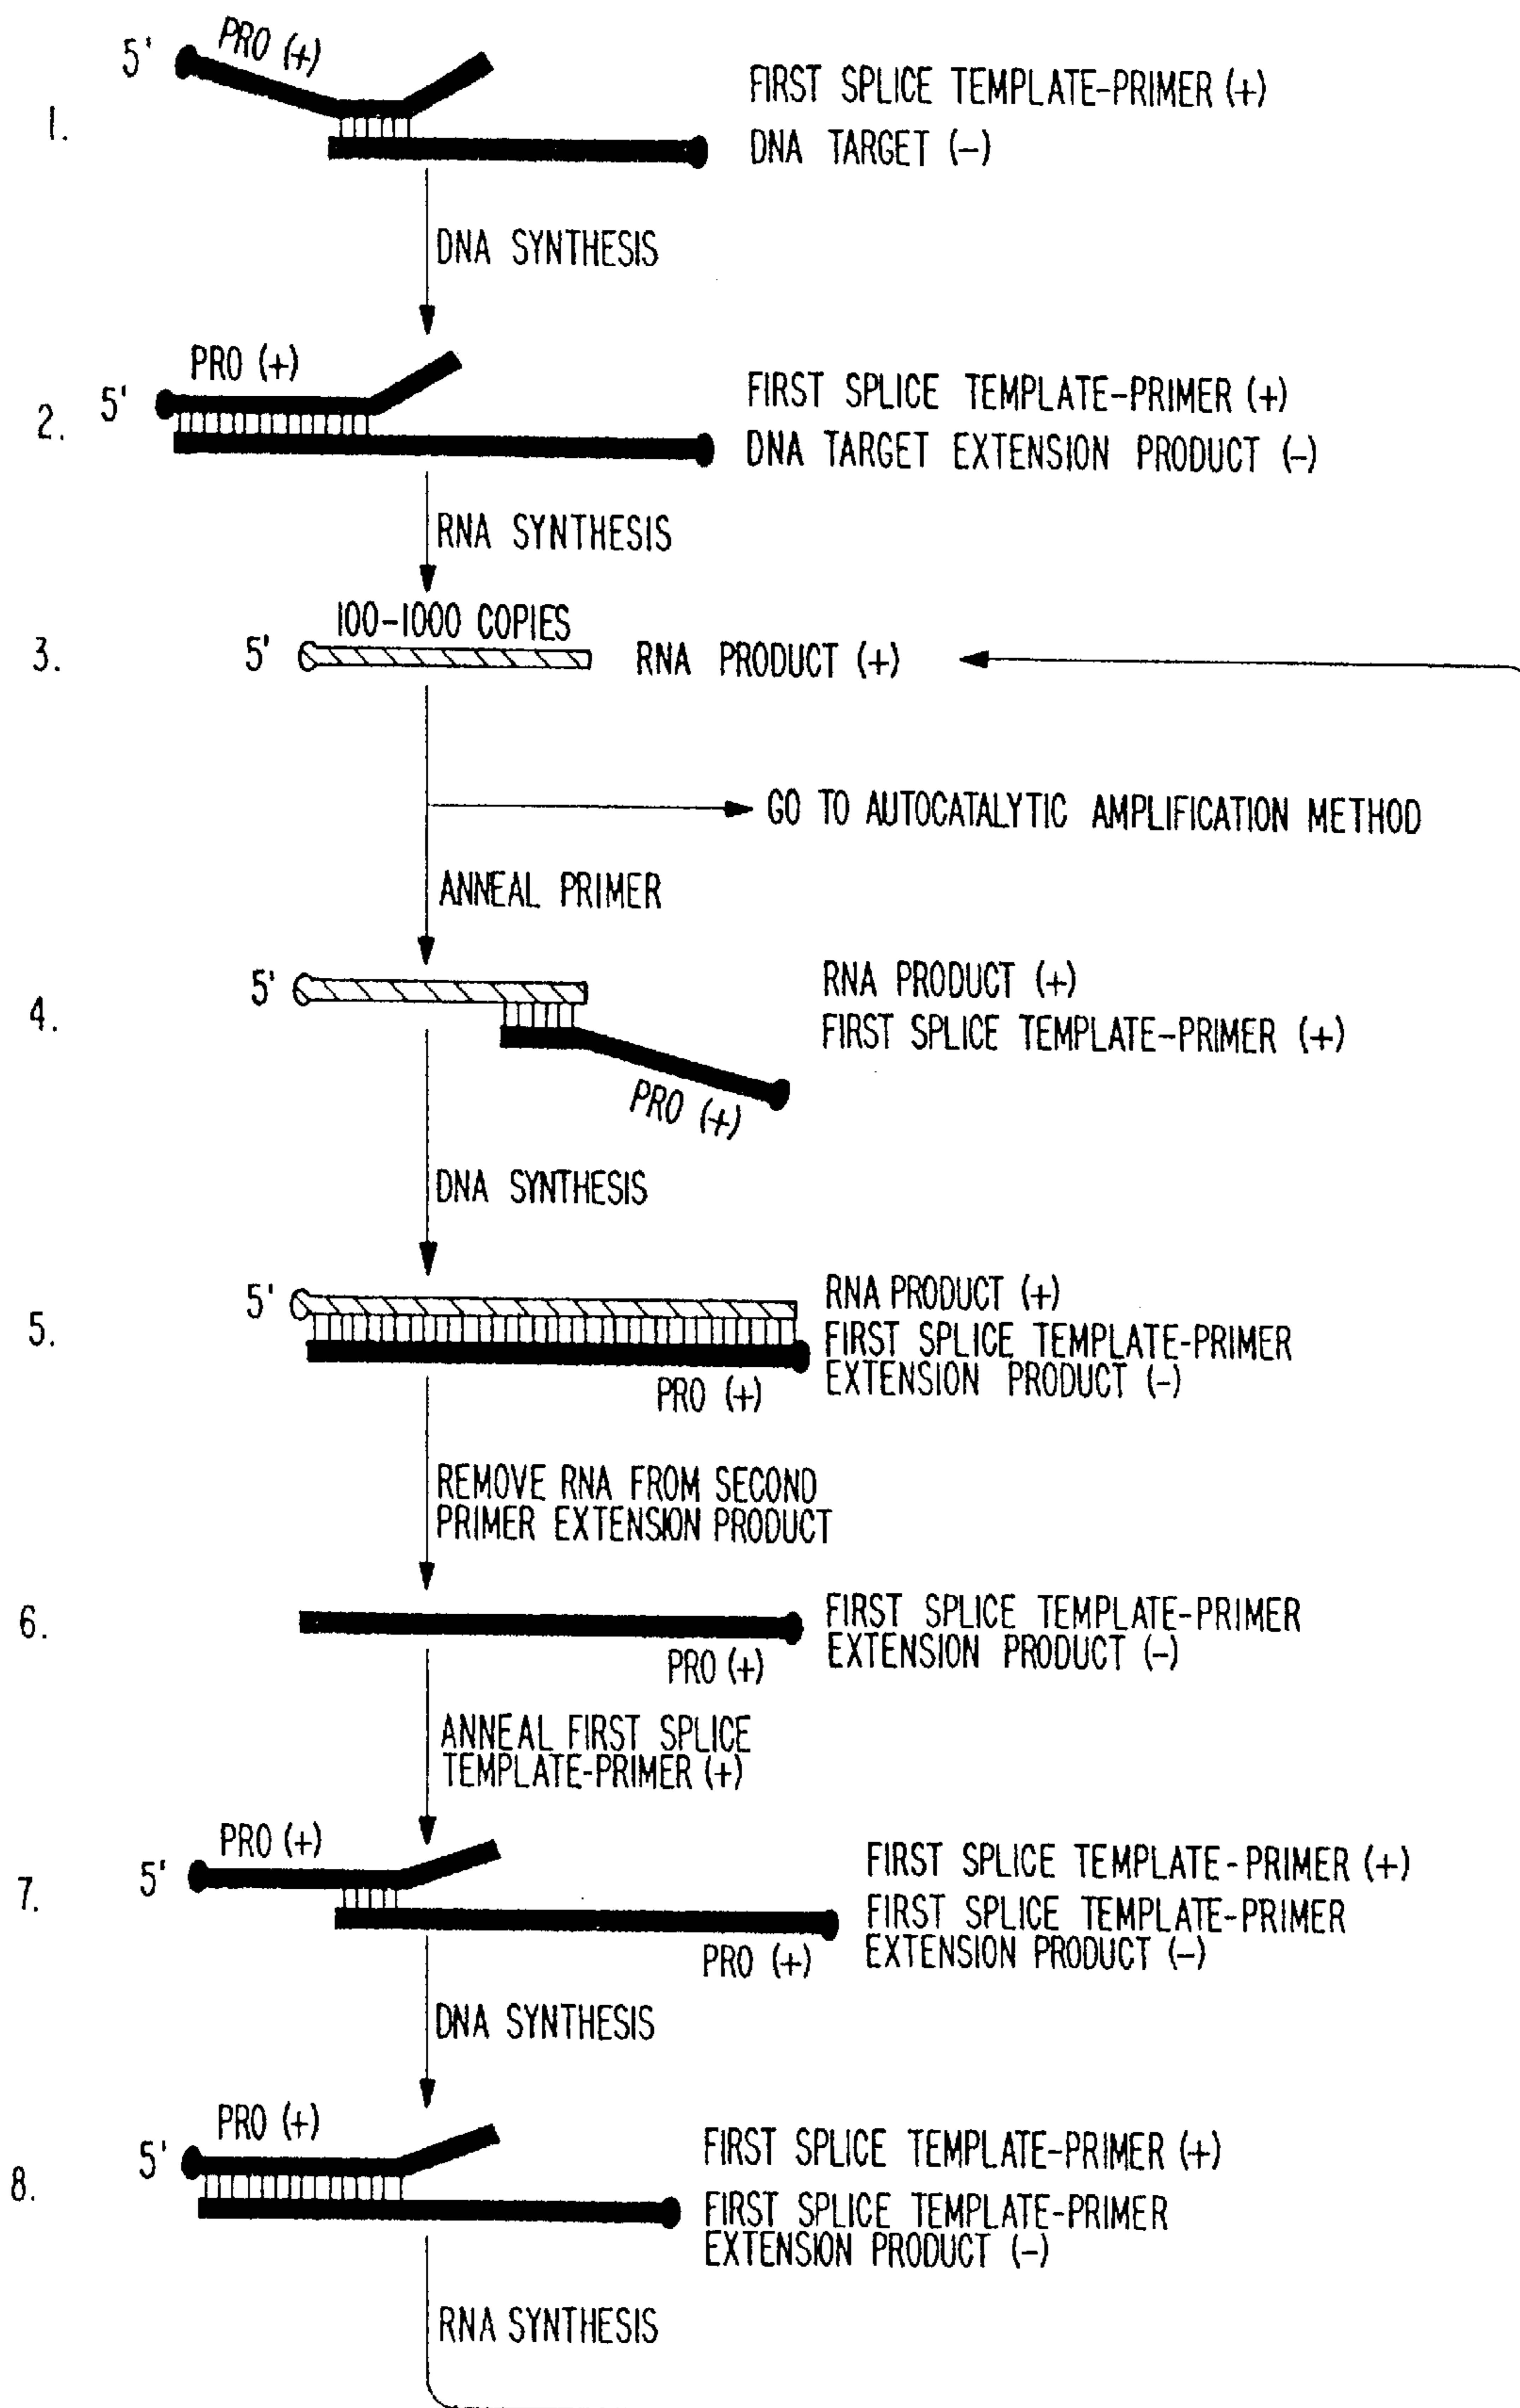 PRO (+)
5'
1.
FIRST SPLICE TEMPLATE-PRIMER (+)
DNA TARGET (-)
DNA SYNTHESIS
PRO (+)
5'
2.
FIRST SPLICE TEMPLATE-PRIMER (+)
DNA TARGET EXTENSION PRODUCT (-)
RNA SYNTHESIS
100-1000 COPIES
3.
5'
RNA PRODUCT (+)
GO TO AUTOCATALYTIC AMPLIFICATION METHOD
ANNEAL PRIMER
5'
4.
RNA PRODUCT (+)
FIRST SPLICE TEMPLATE-PRIMER (+)
PRO (+)
DNA SYNTHESIS
5'
5.
RNA PRODUCT (+)
FIRST SPLICE TEMPLATE-PRIMER
EXTENSION PRODUCT (-)
PRO (+)
REMOVE RNA FROM SECOND
PRIMER EXTENSION PRODUCT
6.
FIRST SPLICE TEMPLATE-PRIMER
EXTENSION PRODUCT (-)
PRO (+)
ANNEAL FIRST SPLICE
TEMPLATE-PRIMER (+)
PRO (+)
5'
7.
FIRST SPLICE TEMPLATE-PRIMER (+)
FIRST SPLICE TEMPLATE-PRIMER
EXTENSION PRODUCT (-)
PRO (+)
DNA SYNTHESIS
PRO (+)
5'
8.
FIRST SPLICE TEMPLATE-PRIMER (+)
FIRST SPLICE TEMPLATE-PRIMER
EXTENSION PRODUCT (-)
RNA SYNTHESIS